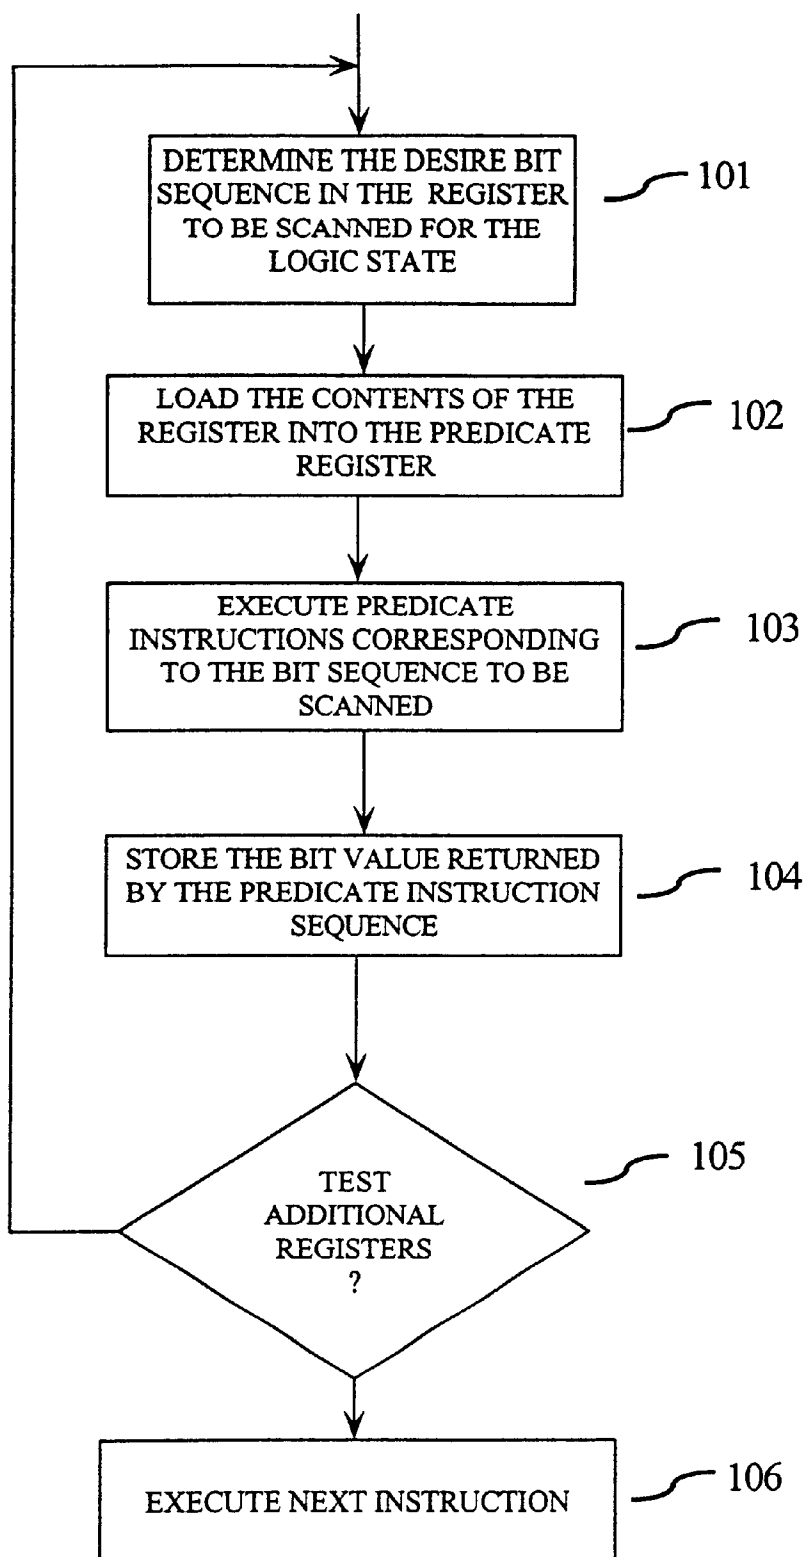 DETERMINE THE DESIRE BIT
SEQUENCE IN THE REGISTER
TO BE SCANNED FOR THE
LOGIC STATE
101
LOAD THE CONTENTS OF THE
REGISTER INTO THE PREDICATE
REGISTER
102
EXECUTE PREDICATE
INSTRUCTIONS CORRESPONDING
TO THE BIT SEQUENCE TO BE
SCANNED
103
STORE THE BIT VALUE RETURNED
BY THE PREDICATE INSTRUCTION
SEQUENCE
104
TEST
ADDITIONAL
REGISTERS
?
105
EXECUTE NEXT INSTRUCTION
106